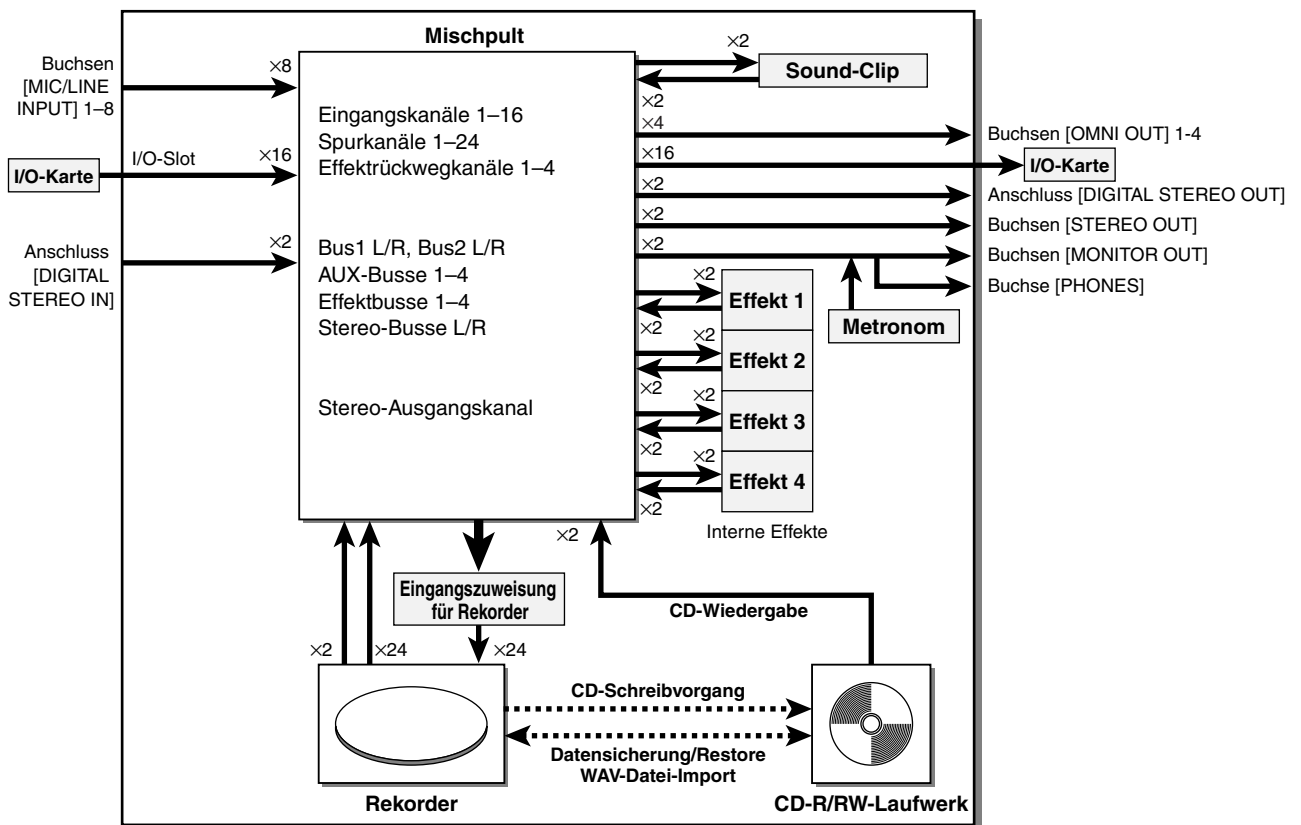 Mischpult
Buchsen
[MIC/LINE
INPUT] 1–8
×8
I/O-Karte
I/O-Slot
×16
Anschluss
[DIGITAL
STEREO IN]
×2
Eingangskanäle 1–16
Spurkanäle 1–24
Effektrückwegkanäle 1–4
Bus1 L/R, Bus2 L/R
AUX-Busse 1–4
Effektbusse 1–4
Stereo-Busse L/R
Stereo-Ausgangskanal
×2
Sound-Clip
×2
×4
Buchsen [OMNI OUT] 1-4
×16
I/O-Karte
×2
Anschluss [DIGITAL STEREO OUT]
×2
Buchsen [STEREO OUT]
×2
Buchsen [MONITOR OUT]
Buchse [PHONES]
Metronom
×2
Effekt 1
×2
×2
Effekt 2
×2
×2
Effekt 3
×2
×2
Effekt 4
×2
Interne Effekte
×2
Eingangszuweisung
für Rekorder
CD-Wiedergabe
×2
×24
×24
CD-Schreibvorgang
Datensicherung/Restore
WAV-Datei-Import
Rekorder
CD-R/RW-Laufwerk